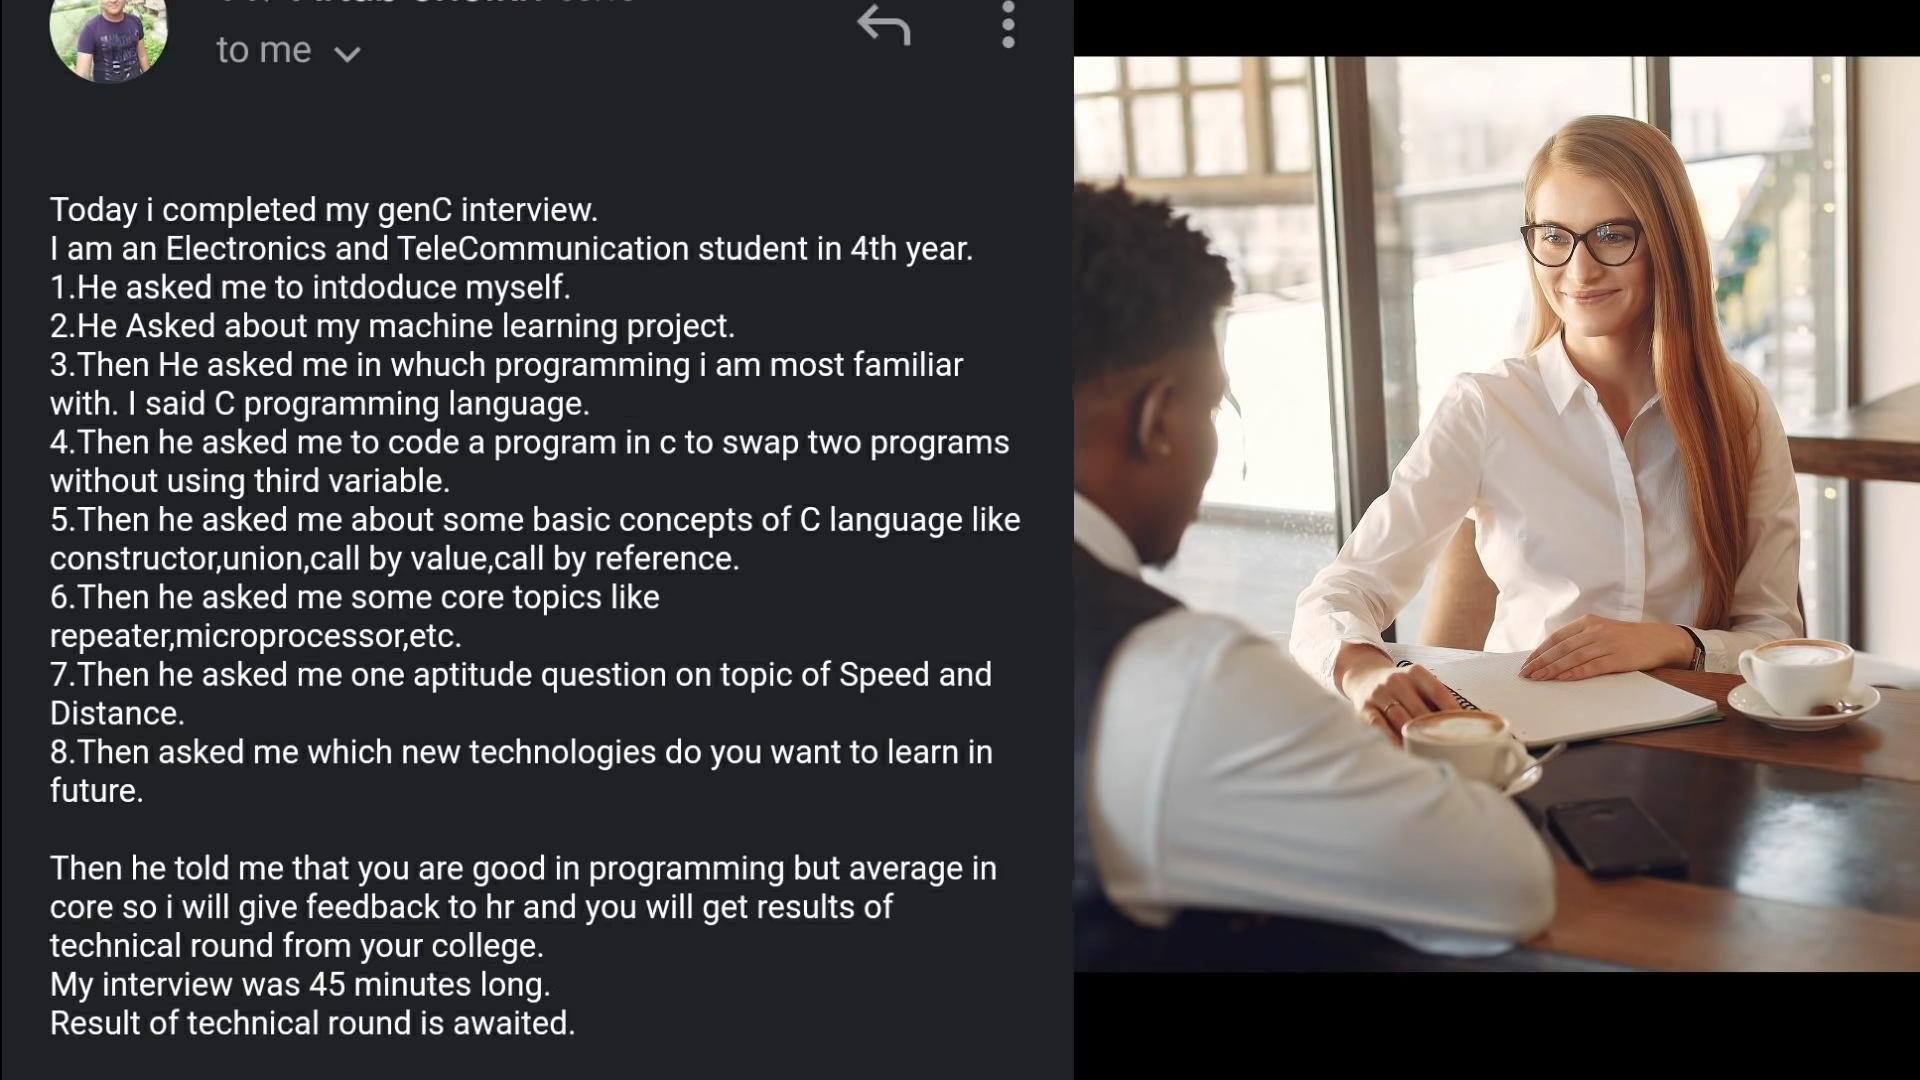 to me
Today i completed my genC interview.
I am an Electronics and TeleCommunication student in 4th year.
1.He asked me to intdoduce myself.
2.He Asked about my machine learning project.
3.Then He asked me in whuch programming i am most familiar
with. I said C programming language.
4.Then he asked me to code a program in c to swap two programs
without using third variable.
5.Then he asked me about some basic concepts of C language like
constructor,union,call by value,call by reference.
6.Then he asked me some core topics like
repeater,microprocessor,etc.
7.Then he asked me one aptitude question on topic of Speed and
Distance.
8.Then asked me which new technologies do you want to learn in
future.
Then he told me that you are good in programming but average in
core so i will give feedback to hr and you will get results of
technical round from your college.
My interview was 45 minutes long.
Result of technical round is awaited.